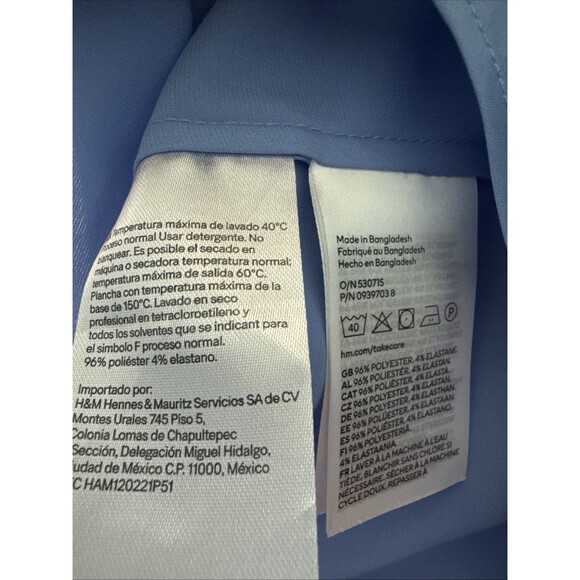 Temperatura máxima de lavado 40°C
proceso normal Usar detergente. No
blanquear. Es posible el secado en
máquina o secadora temperatura normal;
temperatura máxima de salida 60°C.
Plancha con temperatura máxima de la
base de 150°C. Lavado en seco
profesional en tetracloroetileno y
todos los solventes que se indican para
el simbolo F proceso normal.
96% poliéster 4% elastano.
Importado por:
H&M Hennes & Mauritz Servicios SA de CV
Montes Urales 745 Piso 5,
Colonia Lomas de Chapultepec
Sección, Delegación Miguel Hidalgo,
Ciudad de México C.P. 11000, México
C HAM120221P51
Made in Bangladesh
Fabriqué au Bangladesh
Hecho en Bangladesh
O/N 530715
P/N 0939703 8
40
hm.com/takecare
GB 96% POLYESTER, 4% ELASTANE.
AL 96% POLIESTËR, 4% ELASTAN.
CAT 96% POLIÈSTER, 4% ELASTÀ.
CZ 96% POLYESTER, 4% ELASTAN.
DE 96% POLYESTER, 4% ELASTHAN.
EE 96% POLÜESTER, 4% ELASTAAN.
ES 96% POLIÉSTER, 4% ELASTANO.
FI 96% POLYESTERIÄ,
4% ELASTAANIA.
FR LAVER À LA MACHINE À L'EAU
TIÈDE, BLANCHIR SANS CHLORE SI
NÉCESSAIRE. SÉCHER À LA MACHINE
CYCLE DOUX. REPASSER À